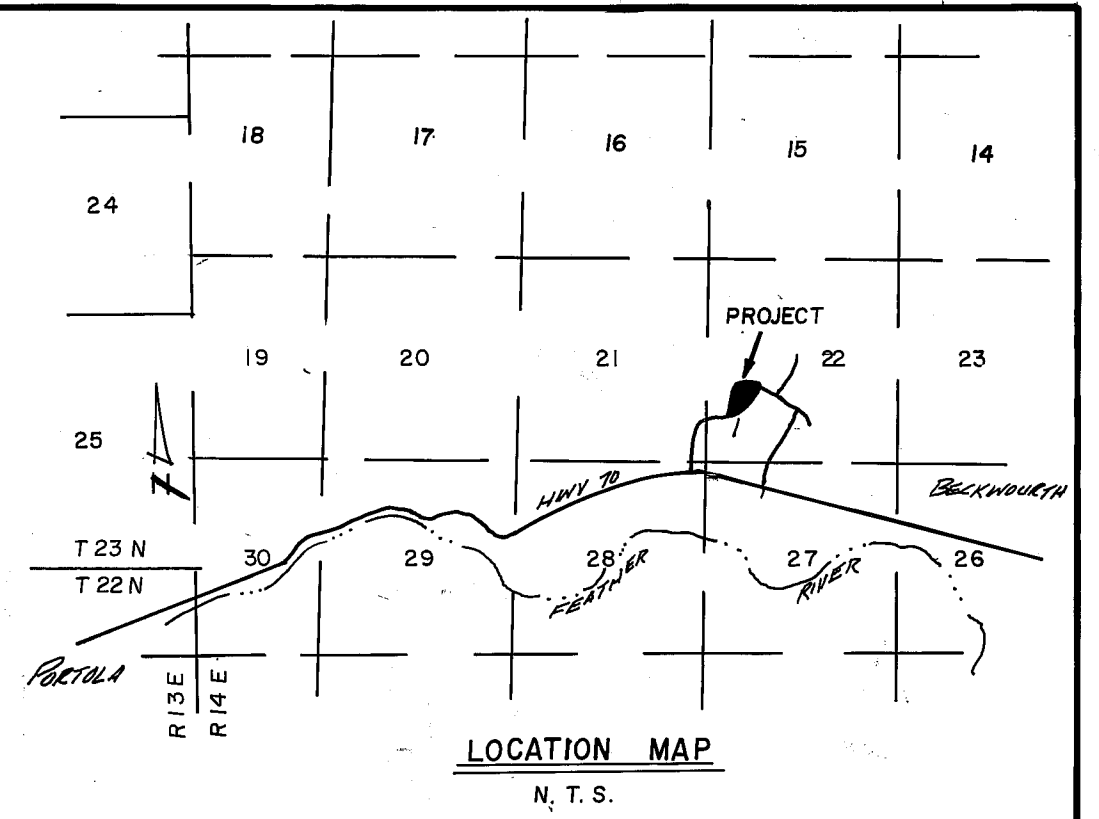 18
17
16
15
14
24
PROJECT
19
20
21
22
23
25
HWY 70
BECKWOURTH
T 23 N
T 22 N
30
29
28
27
26
FEATHER
RIVER
PORTOLA
R 13 E
R 14 E
LOCATION MAP
N. T. S.